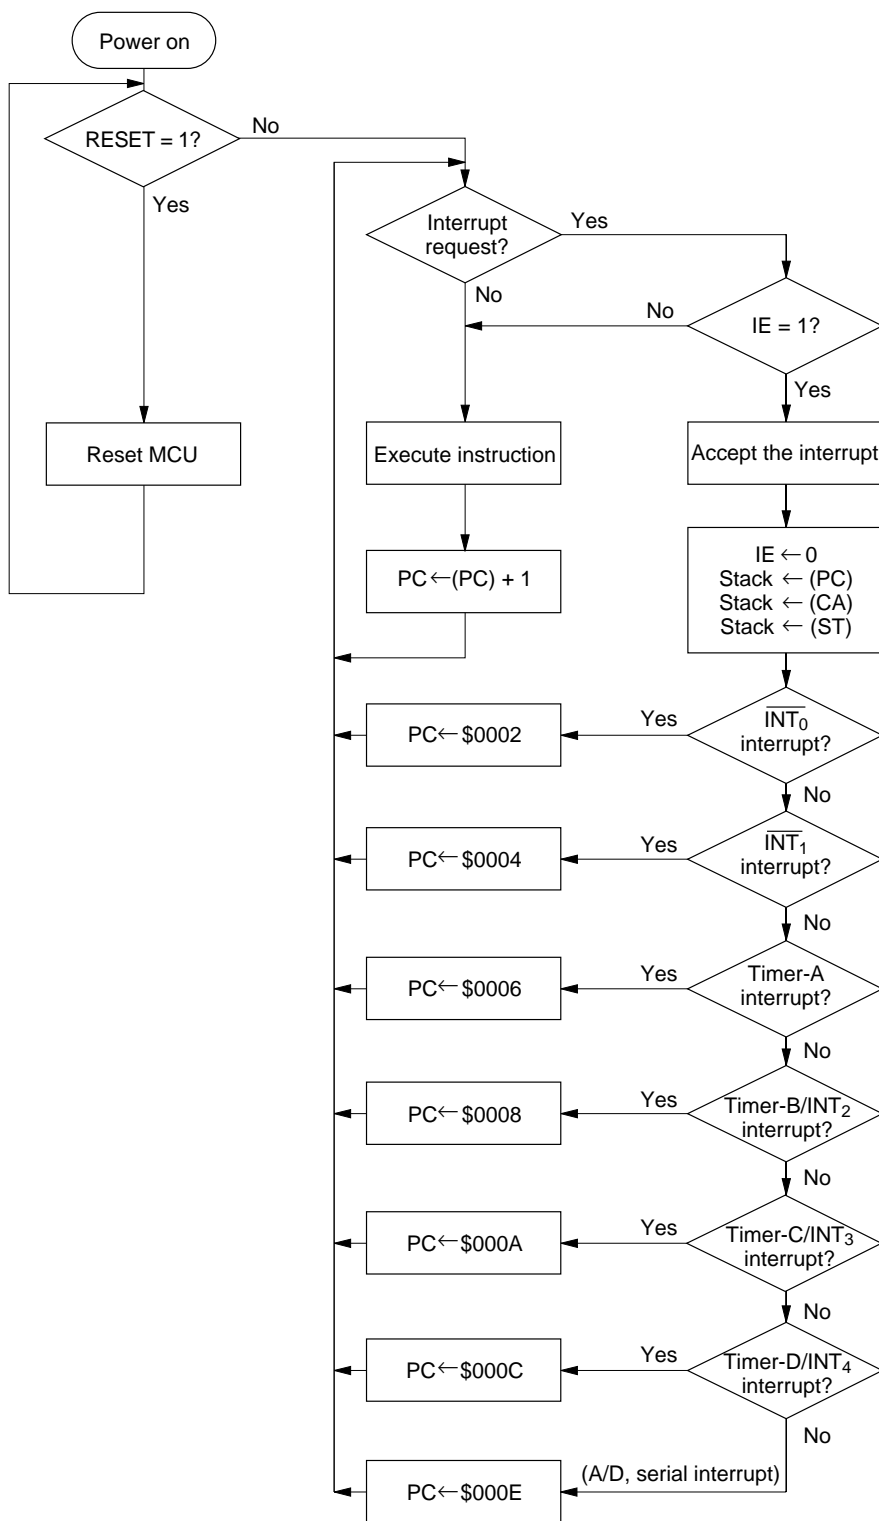 Power on
RESET = 1?
No
Yes
Interrupt
request?
Yes
No
No
IE = 1?
Yes
Reset MCU
Execute instruction
Accept the interrupt
PC←(PC) + 1
IE ← 0
Stack ← (PC)
Stack ← (CA)
Stack ← (ST)
PC←$0002
Yes
I̅N̅T̅₀
interrupt?
No
PC←$0004
Yes
I̅N̅T̅₁
interrupt?
No
PC←$0006
Yes
Timer-A
interrupt?
No
PC←$0008
Yes
Timer-B/INT₂
interrupt?
No
PC←$000A
Yes
Timer-C/INT₃
interrupt?
No
PC←$000C
Yes
Timer-D/INT₄
interrupt?
No
PC←$000E
(A/D, serial interrupt)